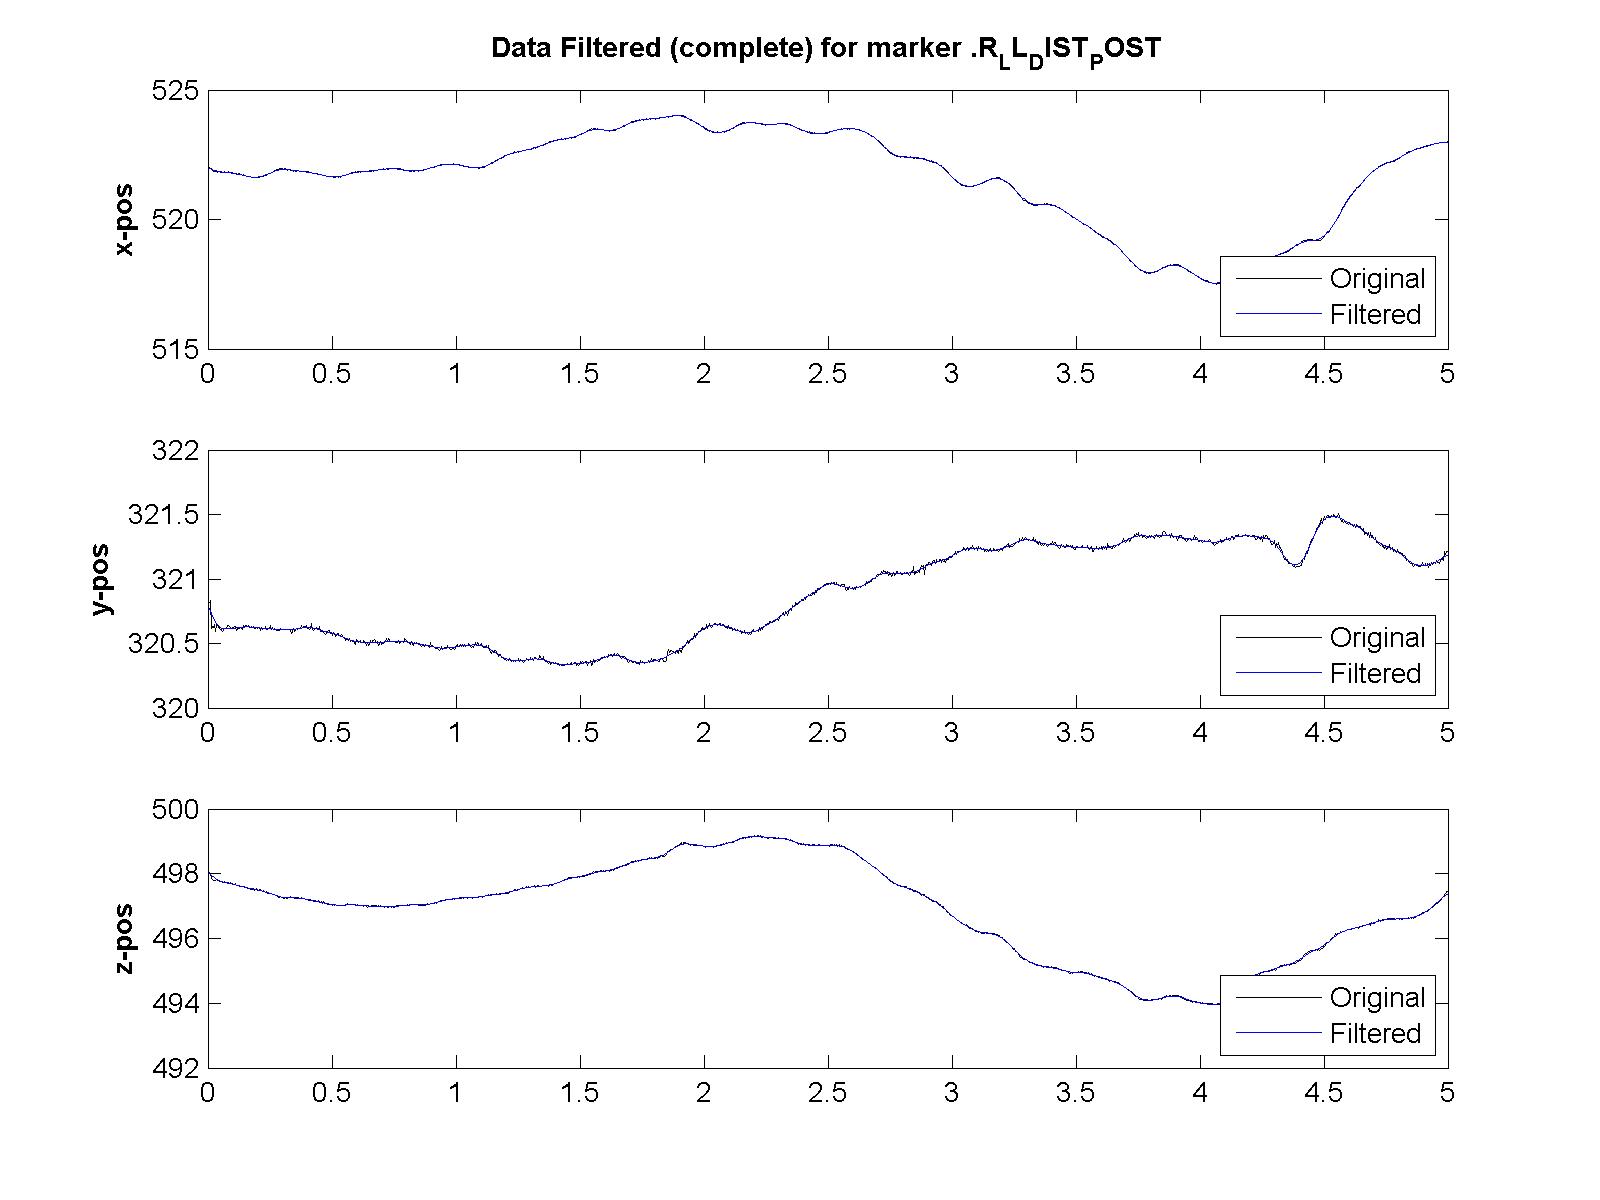 Data Filtered (complete) for marker .R_LL_DIST_POST
525
520
515
x-pos
0 0.5 1 1.5 2 2.5 3 3.5 4 4.5 5
Original
Filtered
322
321.5
321
320.5
320
y-pos
0 0.5 1 1.5 2 2.5 3 3.5 4 4.5 5
Original
Filtered
500
498
496
494
492
z-pos
0 0.5 1 1.5 2 2.5 3 3.5 4 4.5 5
Original
Filtered